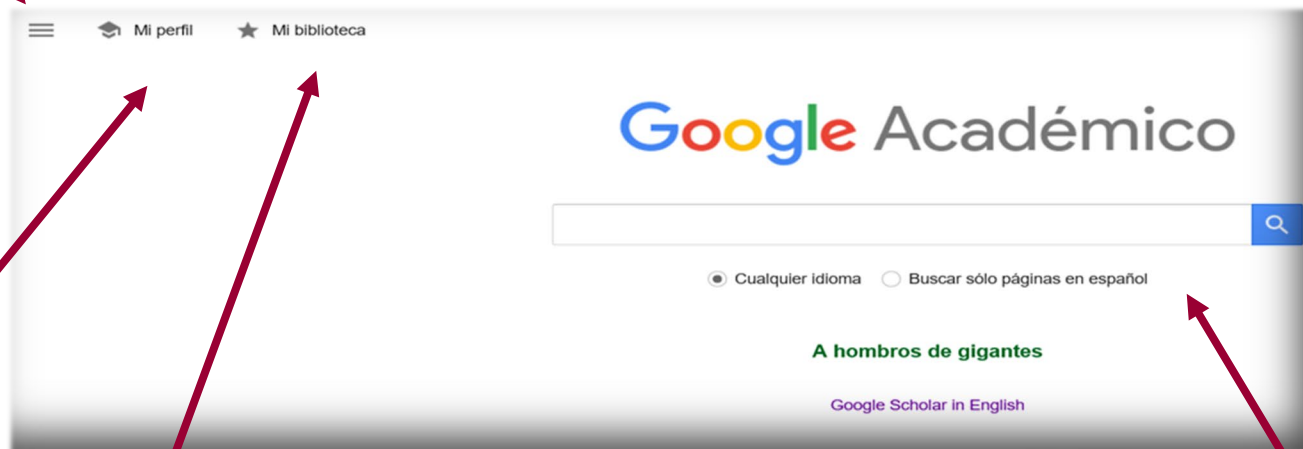 Mi perfil Mi biblioteca
Google Académico
Cualquier idioma Buscar sólo páginas en español
A hombros de gigantes
Google Scholar in English